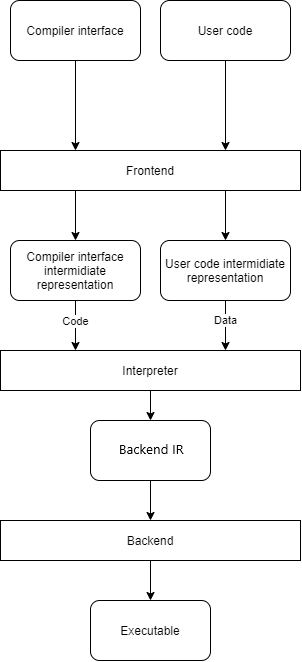 Compiler interface
User code
Frontend
Compiler interface
intermidiate
representation
User code intermidiate
representation
Code
Data
Interpreter
Backend IR
Backend
Executable